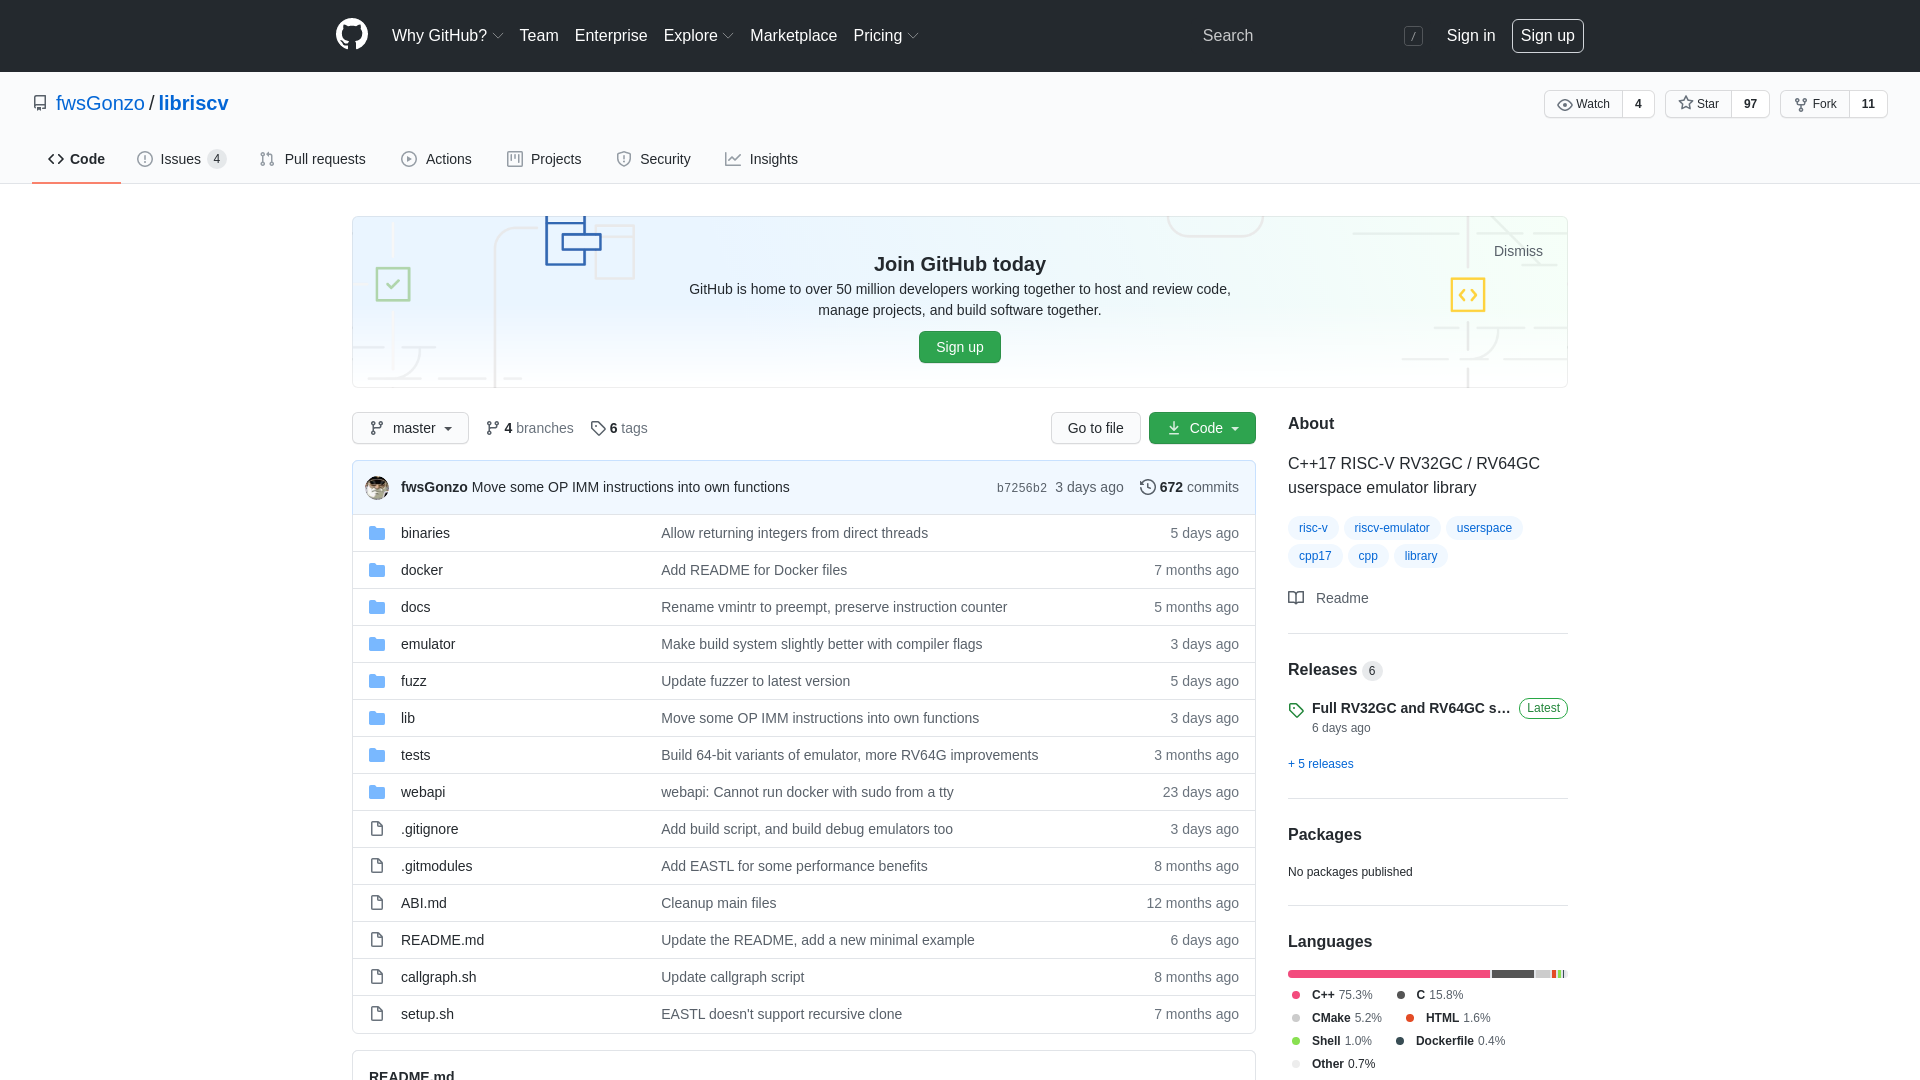 Why GitHub? Team Enterprise Explore Marketplace Pricing Search / Sign in Sign up
fwsGonzo / libriscv Watch 4 Star 97 Fork 11
Code Issues 4 Pull requests Actions Projects Security Insights
Dismiss
Join GitHub today
GitHub is home to over 50 million developers working together to host and review code,
manage projects, and build software together.
Sign up
master 4 branches 6 tags Go to file Code
fwsGonzo Move some OP IMM instructions into own functions b7256b2 3 days ago 672 commits
binaries Allow returning integers from direct threads 5 days ago
docker Add README for Docker files 7 months ago
docs Rename vmintr to preempt, preserve instruction counter 5 months ago
emulator Make build system slightly better with compiler flags 3 days ago
fuzz Update fuzzer to latest version 5 days ago
lib Move some OP IMM instructions into own functions 3 days ago
tests Build 64-bit variants of emulator, more RV64G improvements 3 months ago
webapi webapi: Cannot run docker with sudo from a tty 23 days ago
.gitignore Add build script, and build debug emulators too 3 days ago
.gitmodules Add EASTL for some performance benefits 8 months ago
ABI.md Cleanup main files 12 months ago
README.md Update the README, add a new minimal example 6 days ago
callgraph.sh Update callgraph script 8 months ago
setup.sh EASTL doesn't support recursive clone 7 months ago
README.md
About
C++17 RISC-V RV32GC / RV64GC
userspace emulator library
risc-v riscv-emulator userspace
cpp17 cpp library
Readme
Releases 6
Full RV32GC and RV64GC s... Latest
6 days ago
+ 5 releases
Packages
No packages published
Languages
C++ 75.3% C 15.8%
CMake 5.2% HTML 1.6%
Shell 1.0% Dockerfile 0.4%
Other 0.7%